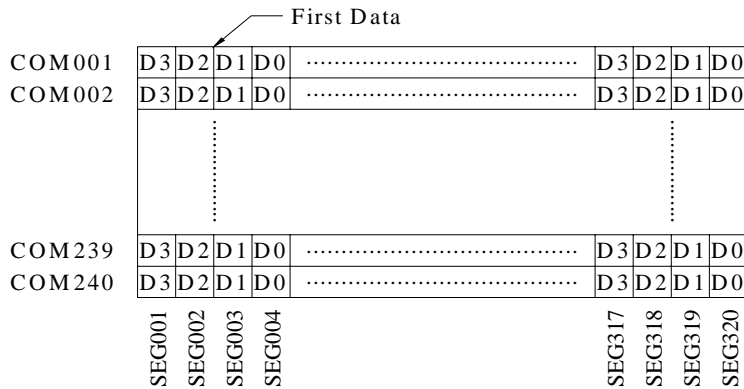 First Data
COM001 D3 D2 D1 D0 D3 D2 D1 D0
COM002 D3 D2 D1 D0 D3 D2 D1 D0
COM239 D3 D2 D1 D0 D3 D2 D1 D0
COM240 D3 D2 D1 D0 D3 D2 D1 D0
SEG001 SEG002 SEG003 SEG004 SEG317 SEG318 SEG319 SEG320